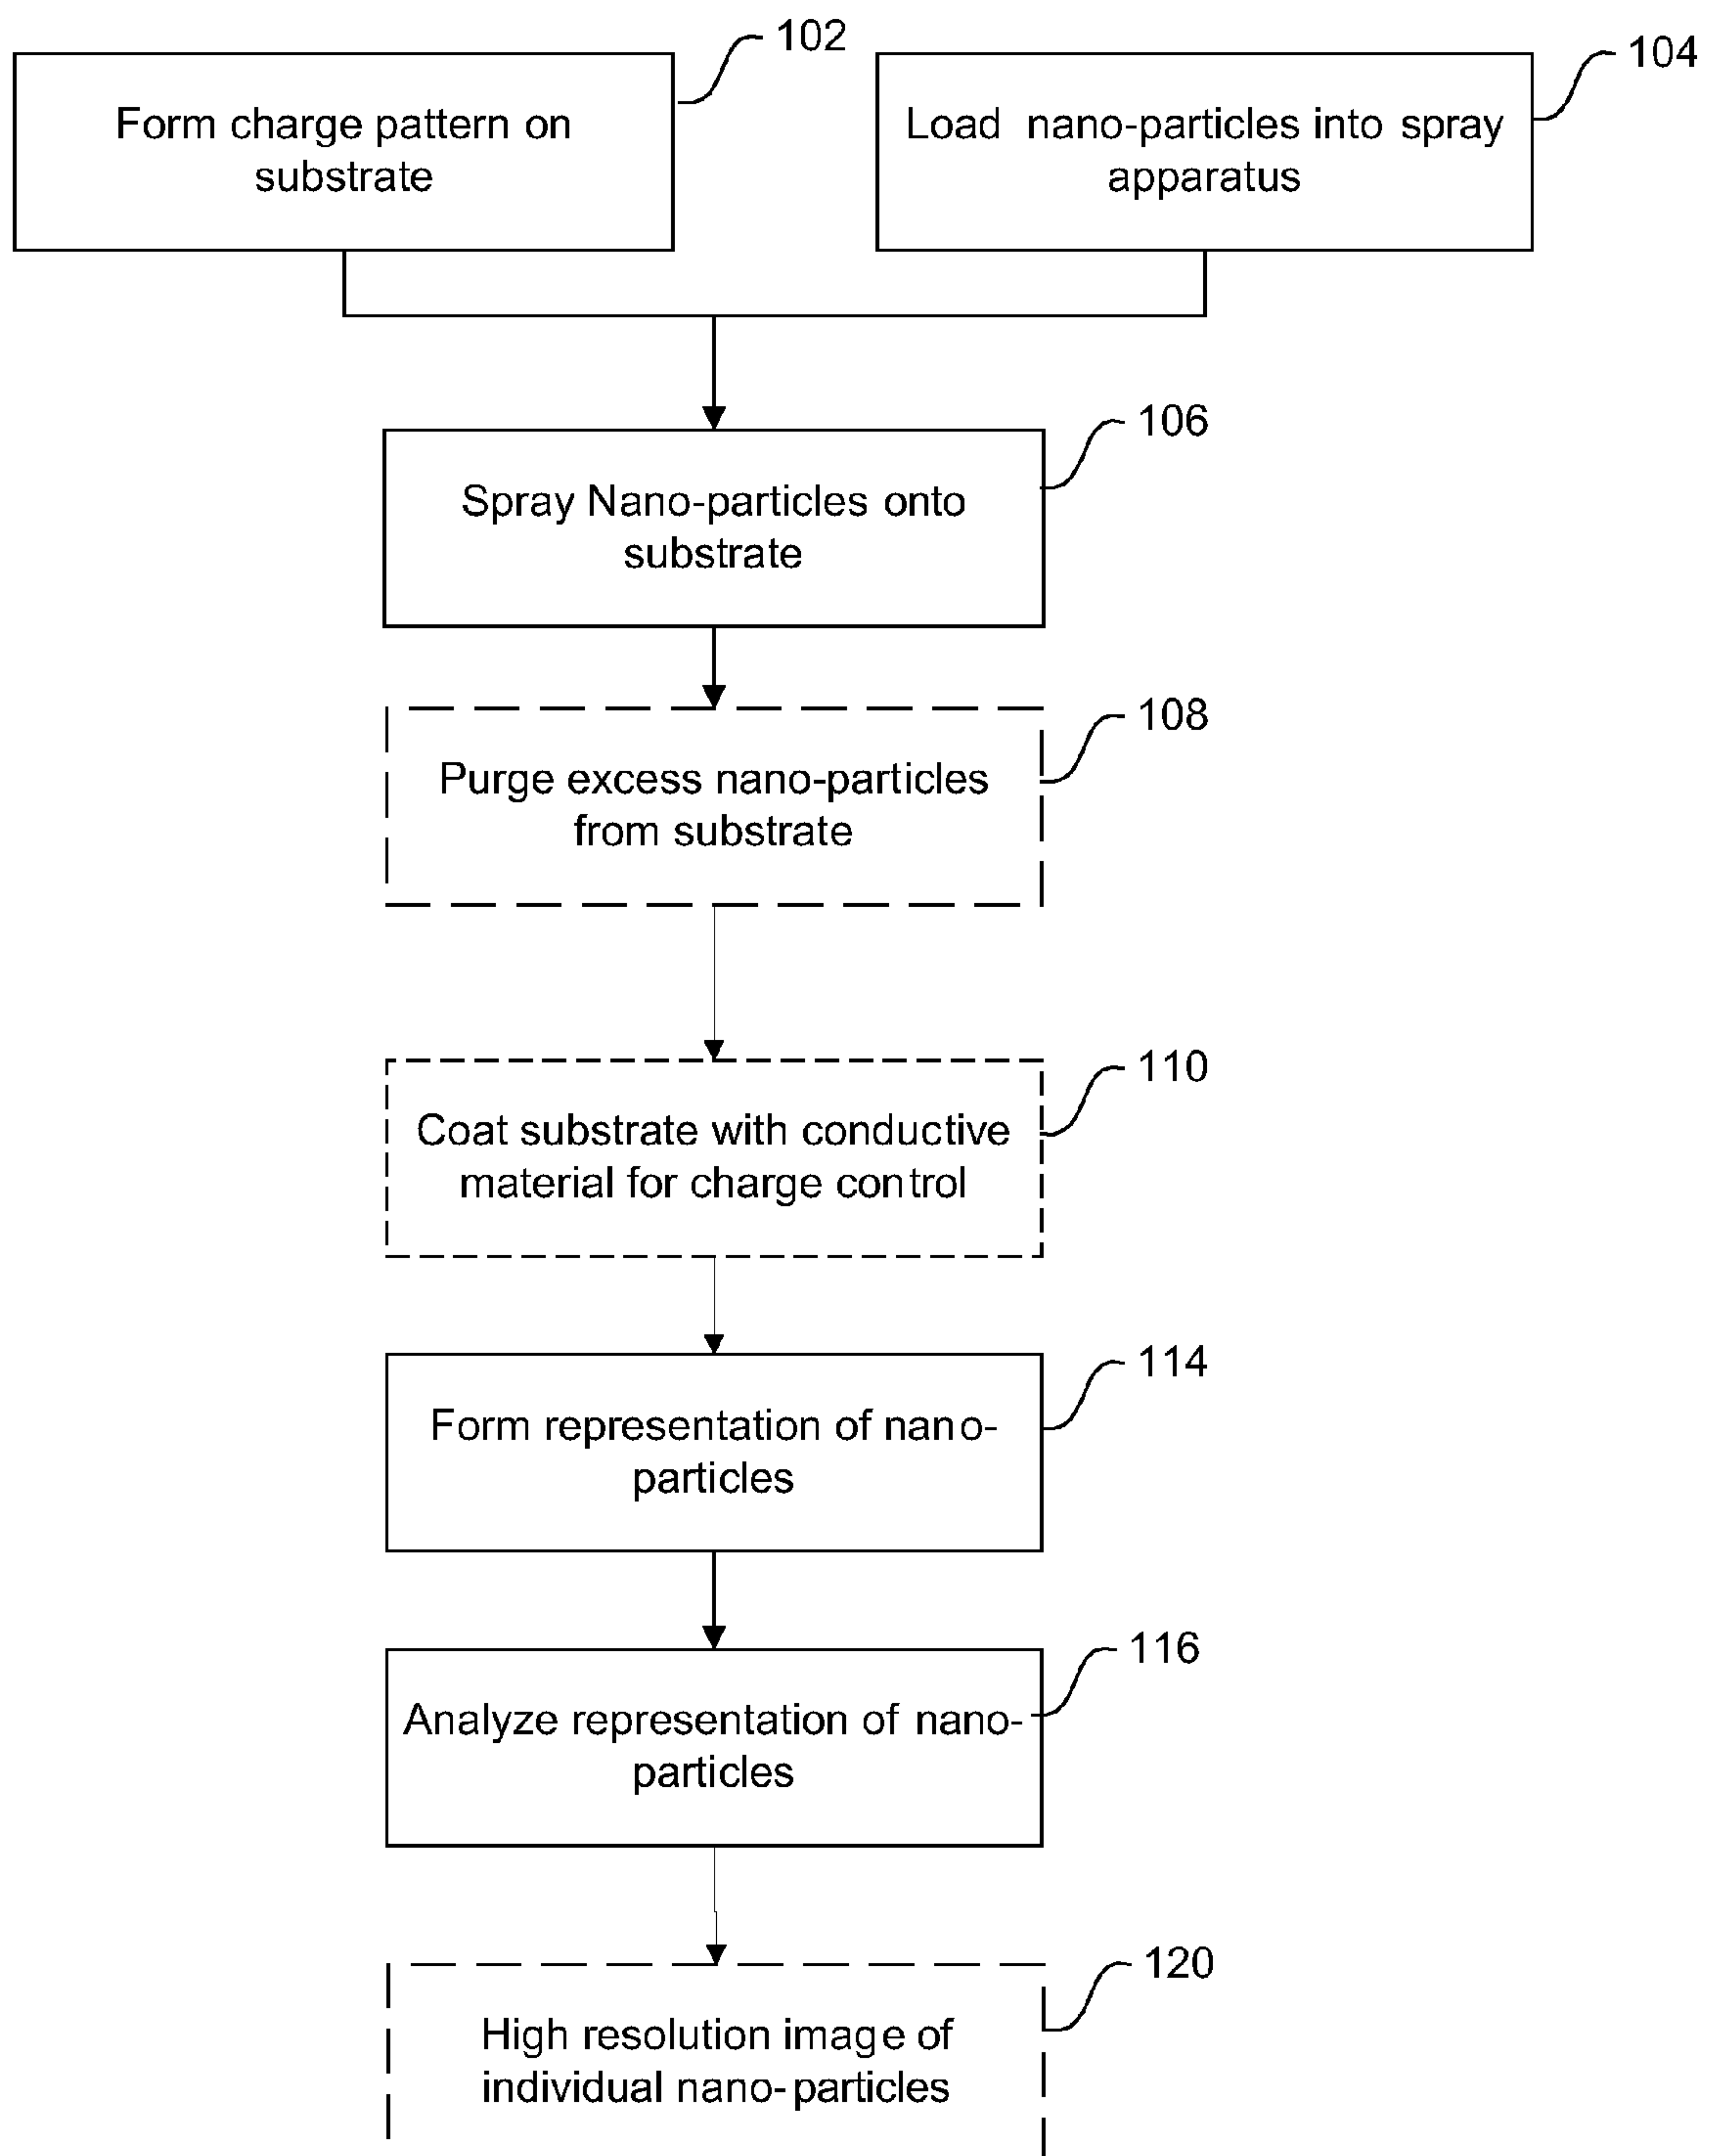 102
104
Form charge pattern on
substrate
Load nano-particles into spray
apparatus
106
Spray Nano-particles onto
substrate
108
Purge excess nano-particles
from substrate
110
Coat substrate with conductive
material for charge control
114
Form representation of nano-
particles
116
Analyze representation of nano-
particles
120
High resolution image of
individual nano-particles